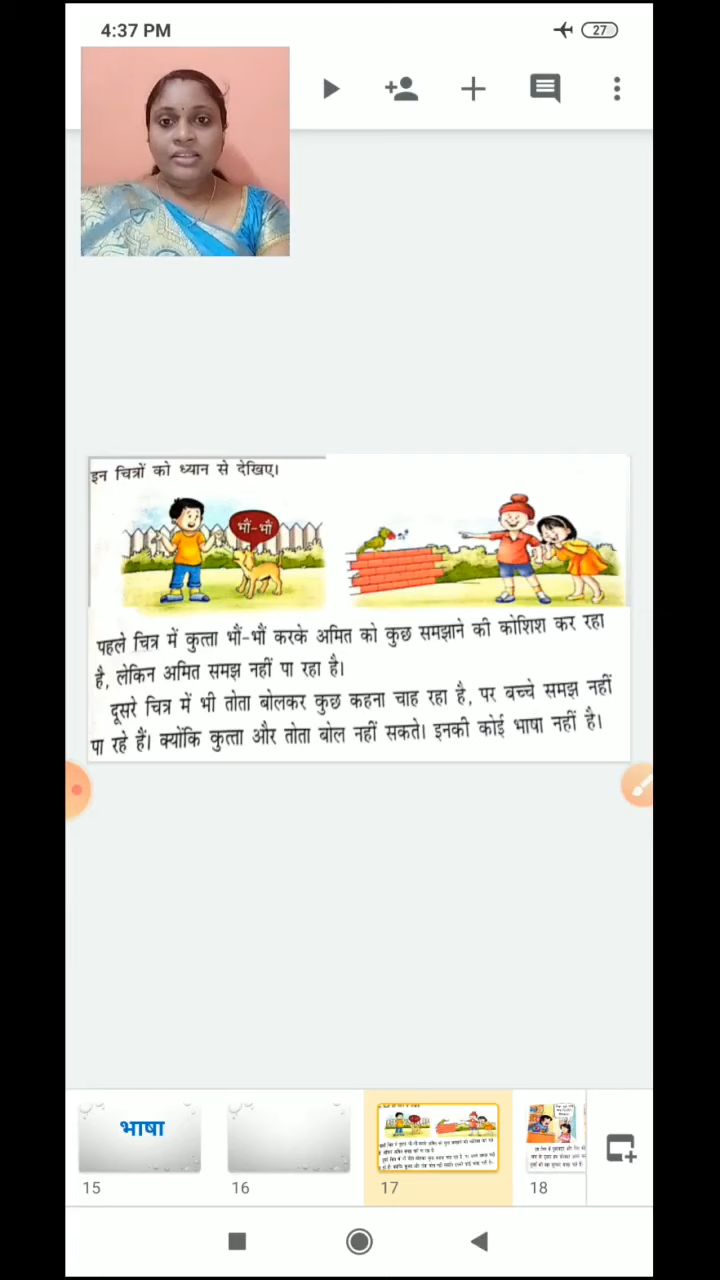 4:37 PM
27
इन चित्रों को ध्यान से देखिए।
भौं-भौं
पहले चित्र में कुत्ता भौं-भौं करके अमित को कुछ समझाने की कोशिश कर रहा
है, लेकिन अमित समझ नहीं पा रहा है।
दूसरे चित्र में भी तोता बोलकर कुछ कहना चाह रहा है, पर बच्चे समझ नहीं
पा रहे हैं। क्योंकि कुत्ता और तोता बोल नहीं सकते। इनकी कोई भाषा नहीं है।
भाषा
15
16
17
18